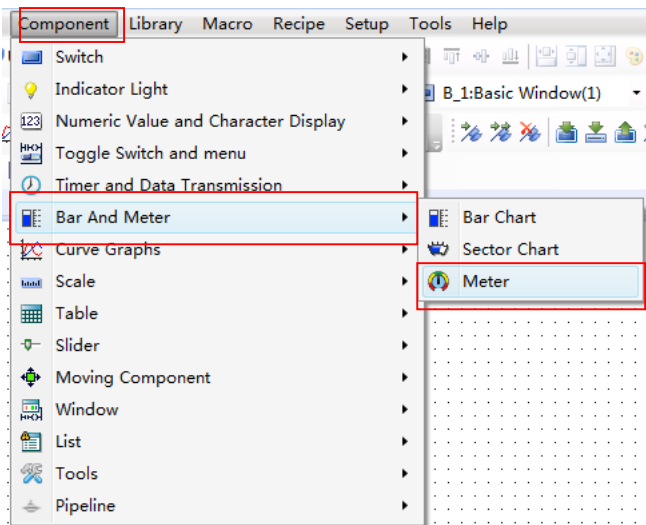 Component Library Macro Recipe Setup Tools Help
Switch
Indicator Light
B_1:Basic Window(1)
123 Numeric Value and Character Display
Toggle Switch and menu
Timer and Data Transmission
Bar And Meter
Bar Chart
Curve Graphs
Sector Chart
Scale
Meter
Table
Slider
Moving Component
Window
List
Tools
Pipeline